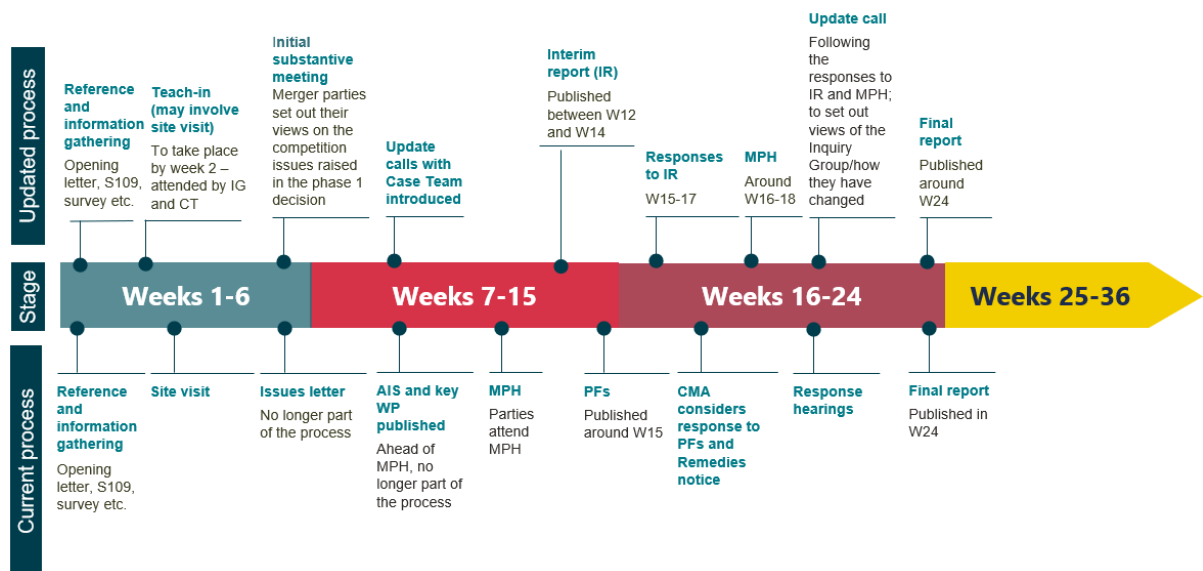 Updated process
Reference
and
information
gathering
Opening
letter, S109,
survey etc.
Teach-in
(may involve
site visit)
To take place
by week 2 –
attended by IG
and CT
Initial
substantive
meeting
Merger parties
set out their
views on the
competition
issues raised
in the phase 1
decision
Update
calls with
Case Team
introduced
Interim
report (IR)
Published
between W12
and W14
Responses
to IR
W15-17
MPH
Around
W16-18
Update call
Following
the
responses to
IR and MPH;
to set out
views of the
Inquiry
Group/how
they have
changed
Final
report
Published
around
W24
Stage
Weeks 1-6
Weeks 7-15
Weeks 16-24
Weeks 25-36
Current process
Reference
and
information
gathering
Opening
letter, S109,
survey etc.
Site visit
Issues letter
No longer part
of the process
AIS and key
WP
published
Ahead of
MPH, no
longer part of
the process
MPH
Parties
attend
MPH
PFs
Published
around W15
CMA
considers
response to
PFs and
Remedies
notice
Response
hearings
Final report
Published in
W24